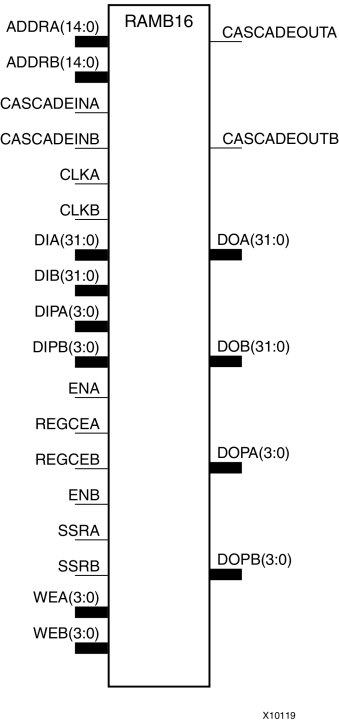 RAMB16
ADDRA(14:0)
CASCADEOUTA
ADDRB(14:0)
CASCADEINA
CASCADEINB
CASCADEOUTB
CLKA
CLKB
DIA(31:0)
DOA(31:0)
DIB(31:0)
DIPA(3:0)
DIPB(3:0)
DOB(31:0)
ENA
REGCEA
REGCEB
DOPA(3:0)
ENB
SSRA
SSRB
DOPB(3:0)
WEA(3:0)
WEB(3:0)
X10119